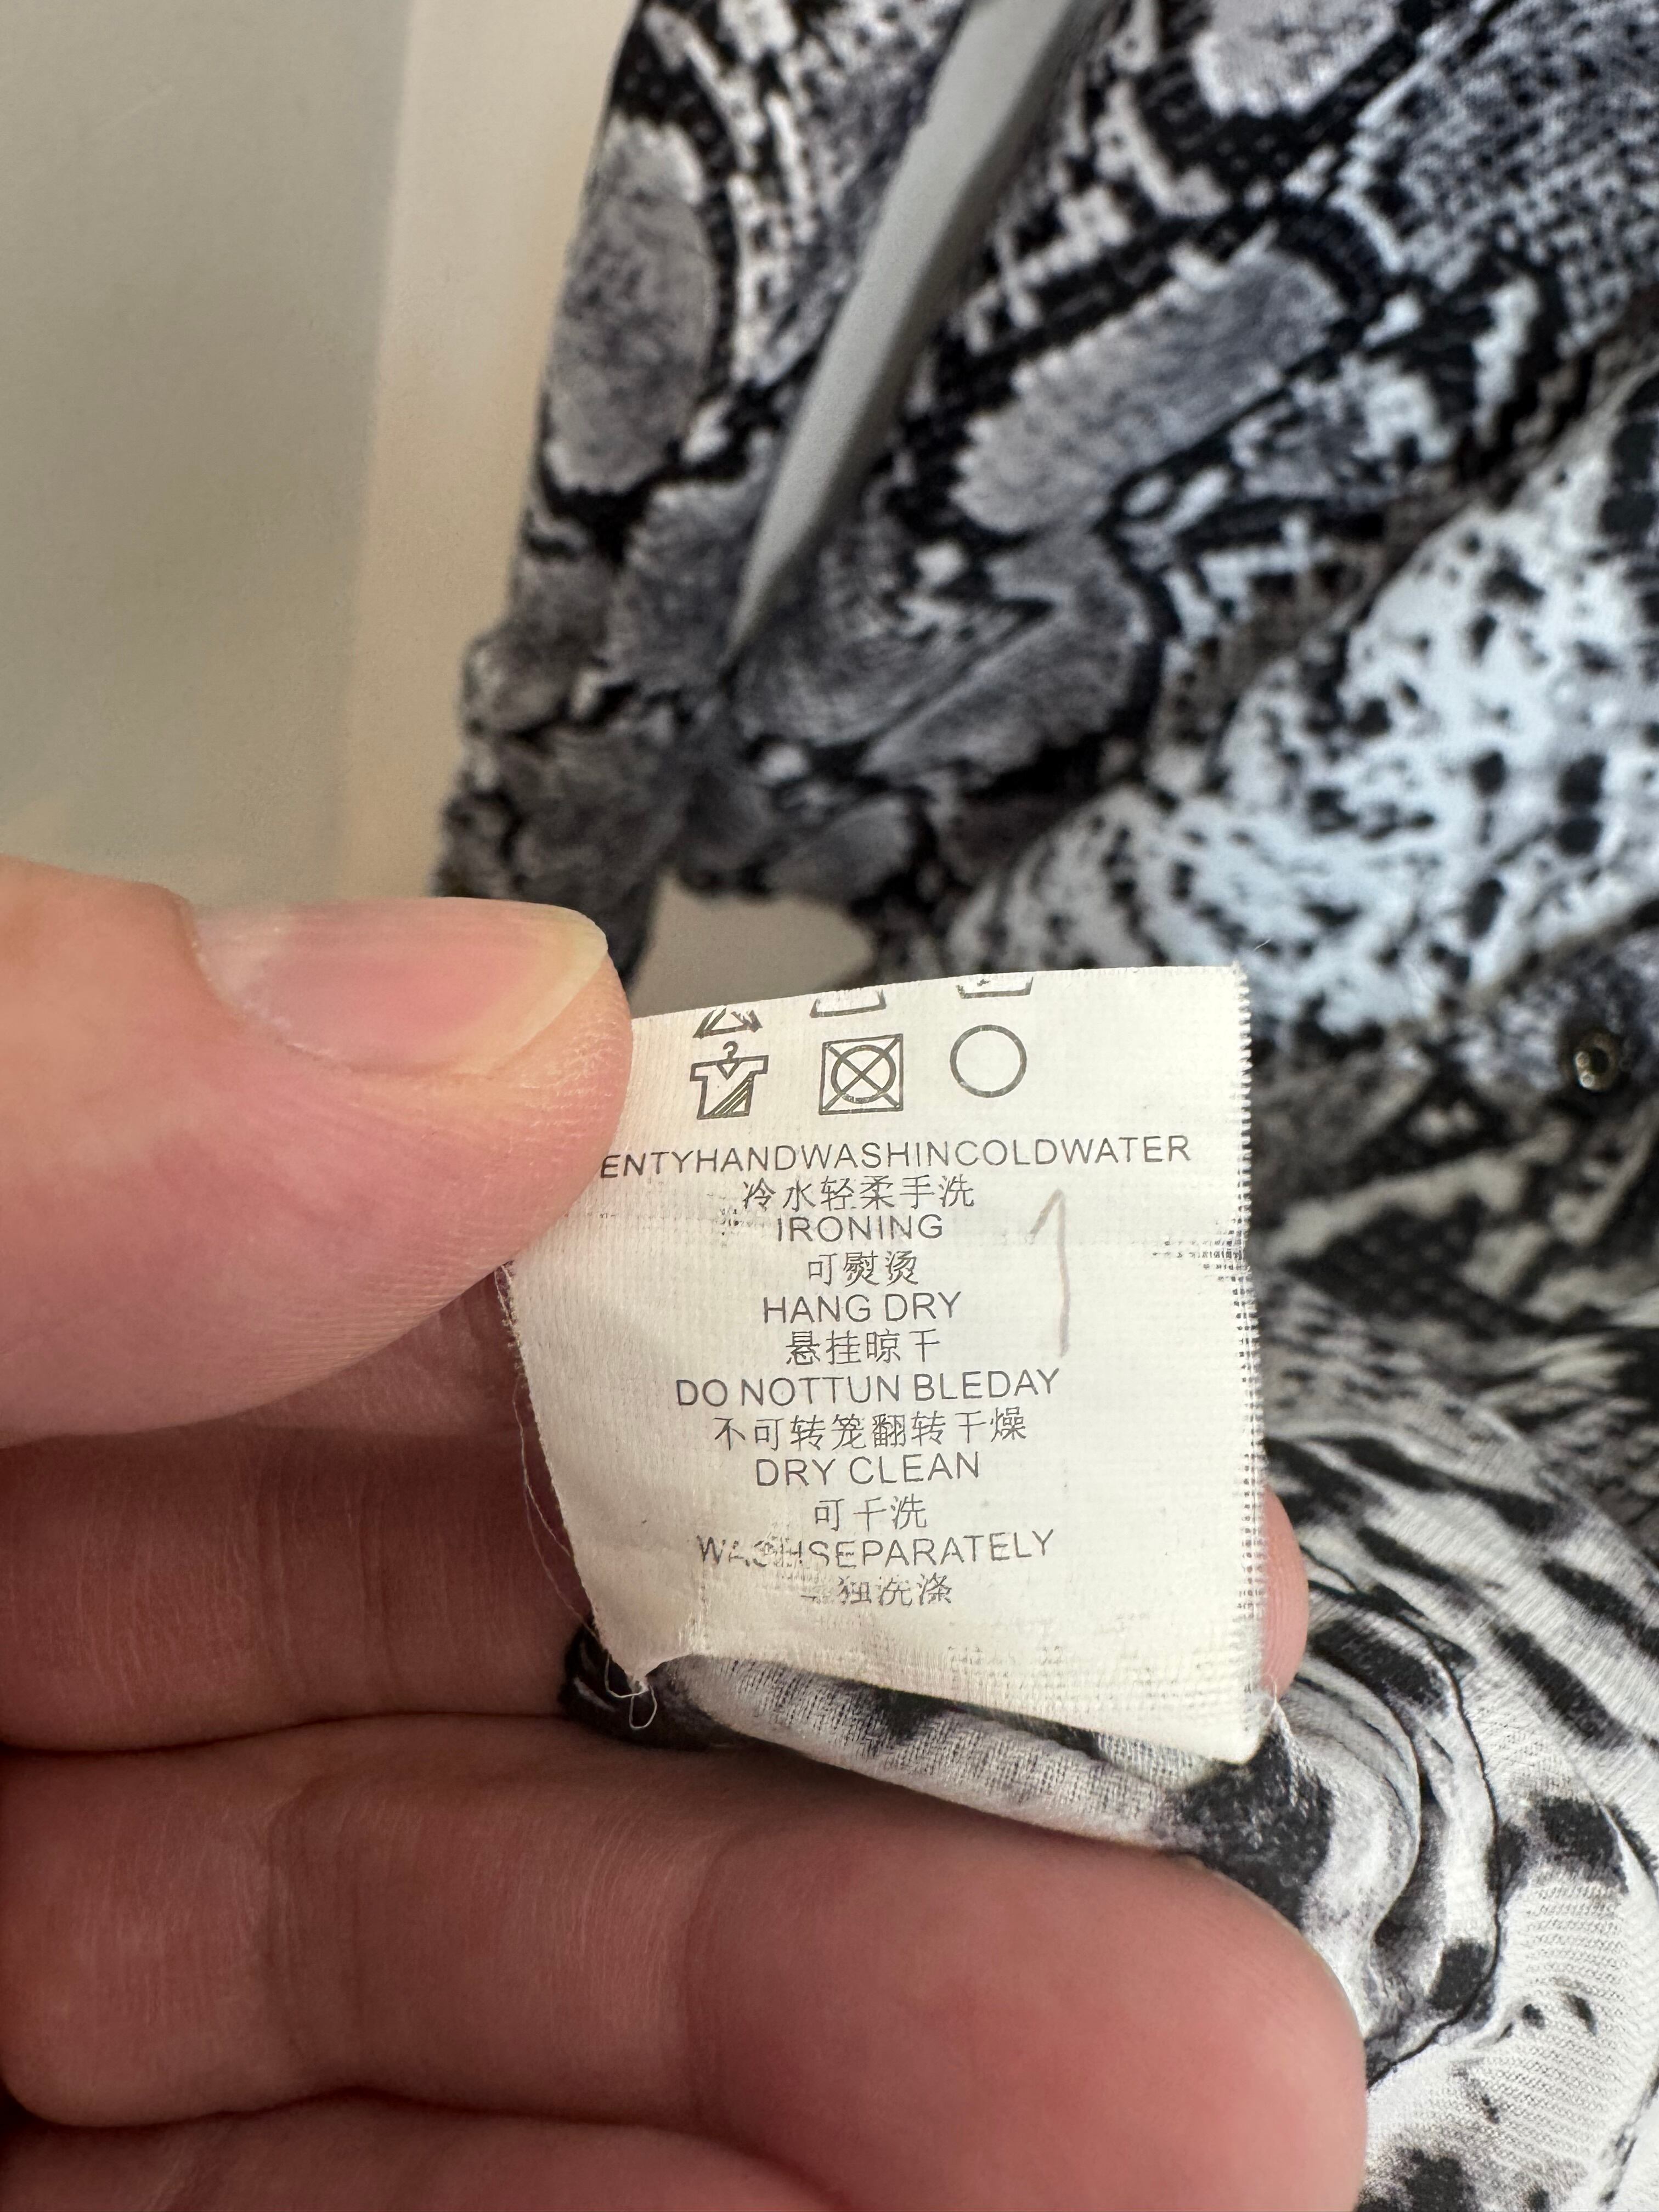 ENTYHANDWASHINCOLDWATER
冷水轻柔手洗
IRONING
可熨烫
HANG DRY
悬挂晾干
DO NOTTUN BLEDAY
不可转笼翻转干燥
DRY CLEAN
可干洗
WASHSEPARATELY
独洗涤
1